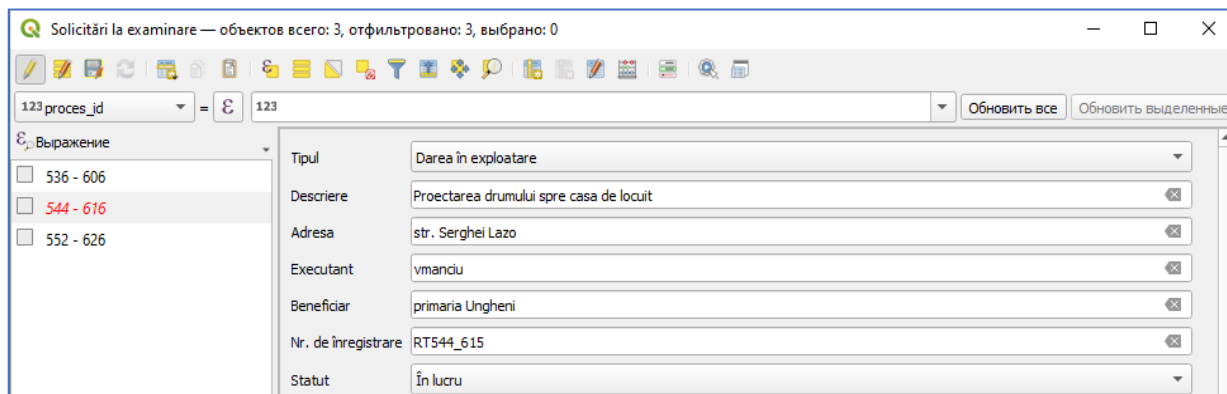 Solicitări la examinare — объектов всего: 3, отфильтровано: 3, выбрано: 0
123 proces_id = ε 123 Обновить все Обновить выделенные
Выражение
536 - 606
544 - 616
552 - 626
Tipul Darea în exploatare
Descriere Proectarea drumului spre casa de locuit
Adresa str. Serghei Lazo
Executant vmanciu
Beneficiar primaria Ungheni
Nr. de înregistrare RT544_615
Statut În lucru